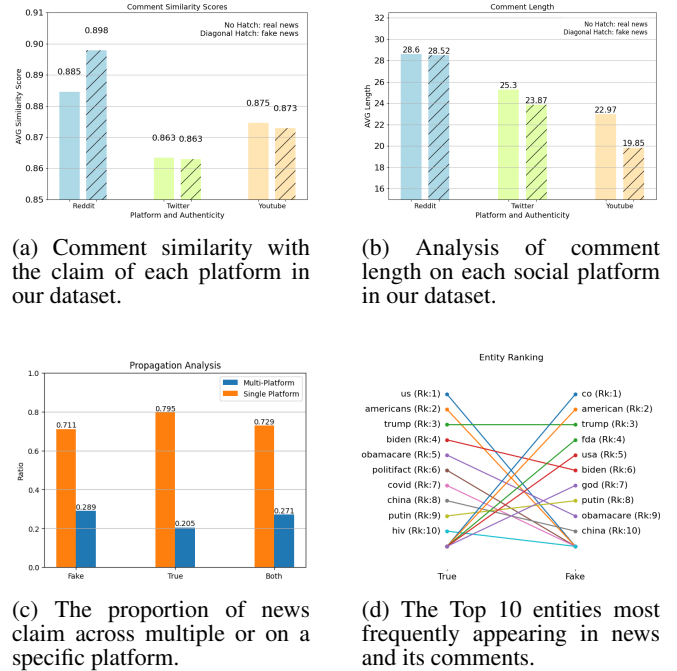 Comment Similarity Scores
No Hatch: real news
Diagonal Hatch: fake news
0.91
0.90
0.89
0.88
0.87
0.86
0.85
AVG Similarity Score
0.885
0.898
0.863
0.863
0.875
0.873
Reddit
Twitter
Youtube
Platform and Authenticity
(a) Comment similarity with
the claim of each platform in
our dataset.
Comment Length
No Hatch: real news
Diagonal Hatch: fake news
32
30
28
26
24
22
20
18
16
AVG Length
28.6
28.52
25.3
23.87
22.97
19.85
Reddit
Twitter
Youtube
Platform and Authenticity
(b) Analysis of comment
length on each social platform
in our dataset.
Propagation Analysis
Multi-Platform
Single Platform
1.0
0.8
0.6
0.4
0.2
0.0
Ratio
0.711
0.289
0.795
0.205
0.729
0.271
Fake
True
Both
(c) The proportion of news
claim across multiple or on a
specific platform.
Entity Ranking
us (Rk:1)
americans (Rk:2)
trump (Rk:3)
biden (Rk:4)
obamacare (Rk:5)
politifact (Rk:6)
covid (Rk:7)
china (Rk:8)
putin (Rk:9)
hiv (Rk:10)
co (Rk:1)
american (Rk:2)
trump (Rk:3)
fda (Rk:4)
usa (Rk:5)
biden (Rk:6)
god (Rk:7)
putin (Rk:8)
obamacare (Rk:9)
china (Rk:10)
True
Fake
(d) The Top 10 entities most
frequently appearing in news
and its comments.